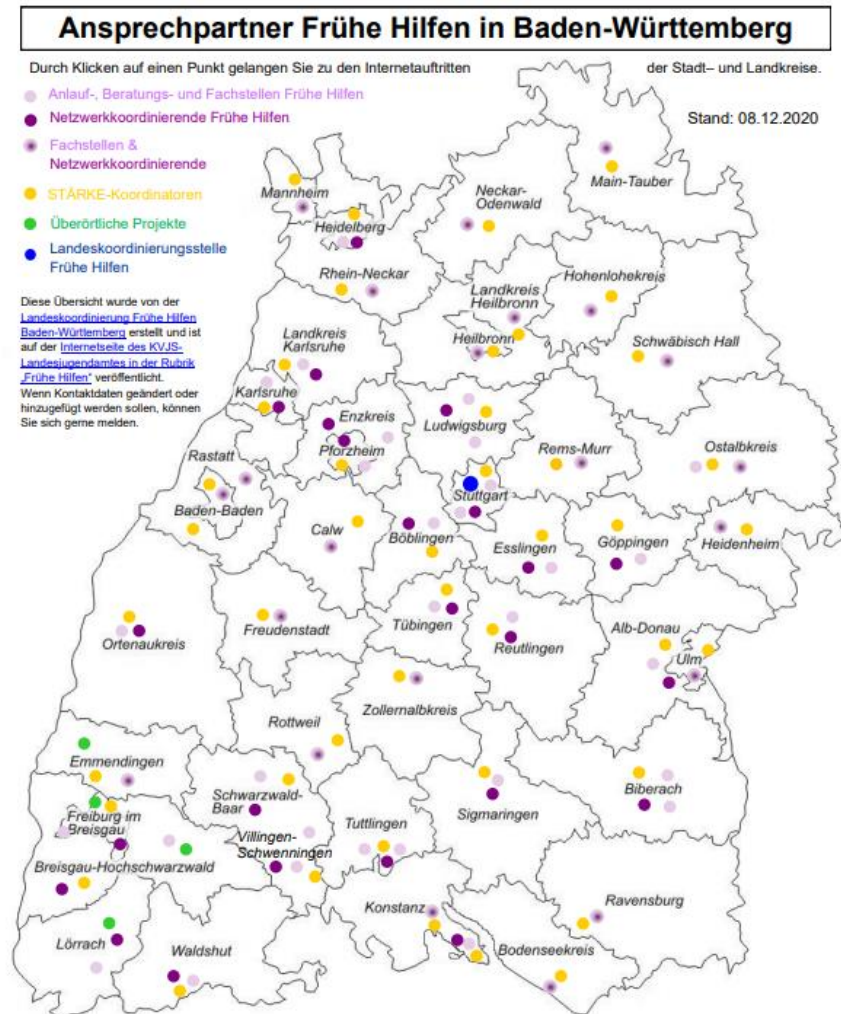 Ansprechpartner Frühe Hilfen in Baden-Württemberg
Durch Klicken auf einen Punkt gelangen Sie zu den Internetauftritten der Stadt– und Landkreise.
Anlauf-, Beratungs- und Fachstellen Frühe Hilfen
Netzwerkkoordinierende Frühe Hilfen
Stand: 08.12.2020
Fachstellen &
Netzwerkkoordinierende
STÄRKE-Koordinatoren
Überörtliche Projekte
Landeskoordinierungsstelle
Frühe Hilfen
Diese Übersicht wurde von der
Landeskoordinierung Frühe Hilfen
Baden-Württemberg erstellt und ist
auf der Internetseite des KVJS-
Landesjugendamtes in der Rubrik
„Frühe Hilfen“ veröffentlicht.
Wenn Kontaktdaten geändert oder
hinzugefügt werden sollen, können
Sie sich gerne melden.
Main-Tauber
Mannheim
Neckar-
Odenwald
Heidelberg
Rhein-Neckar
Hohenlohekreis
Landkreis
Heilbronn
Heilbronn
Landkreis
Karlsruhe
Schwäbisch Hall
Karlsruhe
Enzkreis
Ludwigsburg
Pforzheim
Rems-Murr
Ostalbkreis
Rastatt
Stuttgart
Baden-Baden
Calw
Böblingen
Esslingen
Göppingen
Heidenheim
Tübingen
Freudenstadt
Reutlingen
Alb-Donau
Ortenaukreis
Ulm
Zollernalbkreis
Rottweil
Emmendingen
Schwarzwald-
Baar
Biberach
Sigmaringen
Freiburg im
Breisgau
Tuttlingen
Villingen-
Schwenningen
Breisgau-Hochschwarzwald
Ravensburg
Konstanz
Lörrach
Waldshut
Bodenseekreis